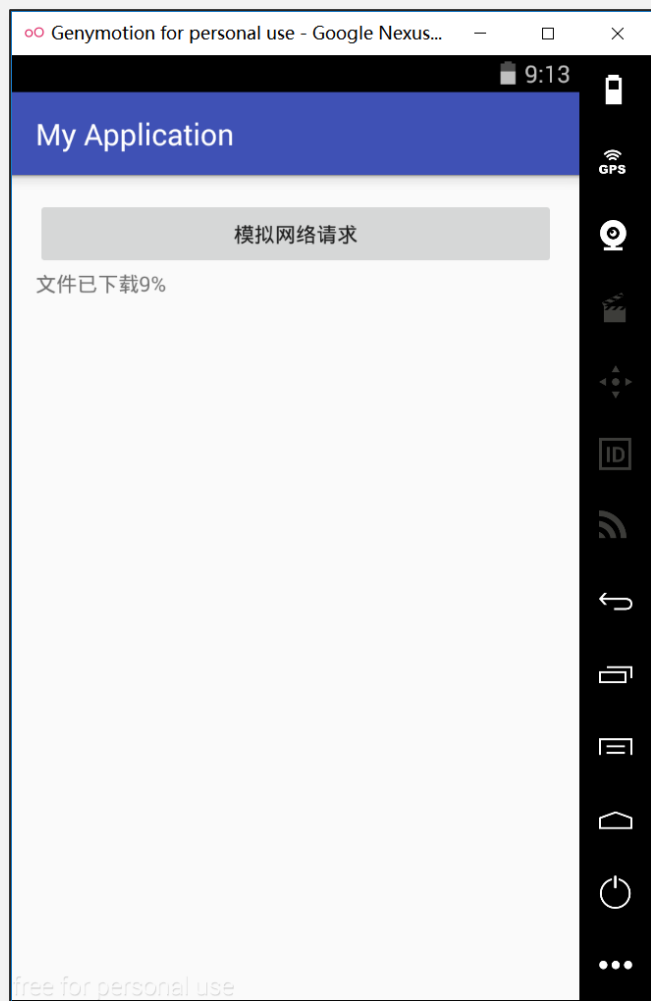 Genymotion for personal use - Google Nexus...
9:13
My Application
GPS
模拟网络请求
文件已下载9%
ID
free for personal use